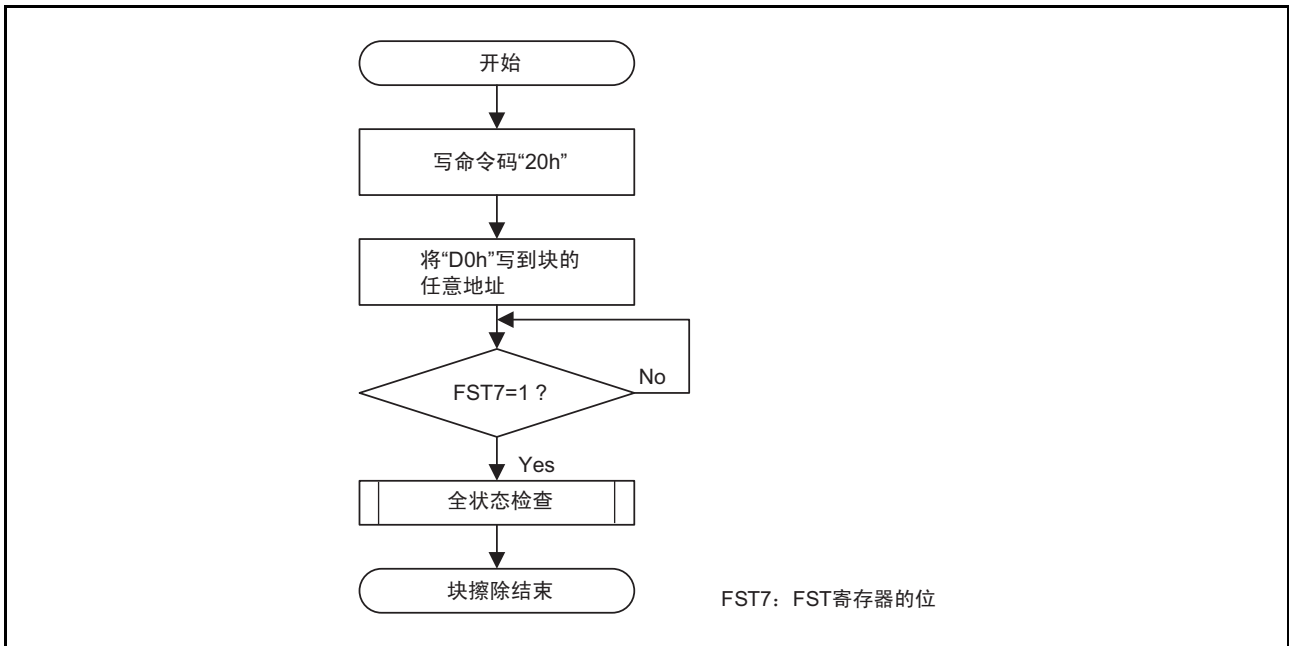 开始
写命令码“20h”
将“D0h”写到块的
任意地址
FST7=1 ?
No
Yes
全状态检查
块擦除结束
FST7：FST寄存器的位